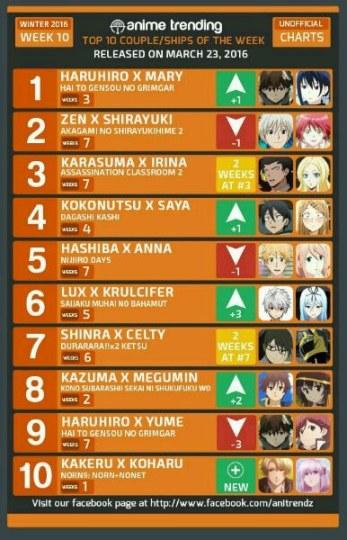 WINTER 2016
WEEK 10
anime trending
TOP 10 COUPLE/SHIPS OF THE WEEK
RELEASED ON MARCH 23, 2016
UNOFFICIAL
CHARTS
1
HARUHIRO X MARY
HAI TO GENSOU NO GRIMGAR
WEEKS 3
+1
2
ZEN X SHIRAYUKI
AKAGAMI NO SHIRAYUKIHIME 2
WEEKS 7
-1
3
KARASUMA X IRINA
ASSASSINATION CLASSROOM 2
WEEKS 7
2
WEEKS
AT #3
4
KOKONUTSU X SAYA
DAGASHI KASHI
WEEKS 4
+1
5
HASHIBA X ANNA
NIJIIRO DAYS
WEEKS 7
-1
6
LUX X KRULCIFER
SAIJAKU MUHAI NO BAHAMUT
WEEKS 5
+3
7
SHINRA X CELTY
DURARARA!!x2 KETSU
WEEKS 6
2
WEEKS
AT #7
8
KAZUMA X MEGUMIN
KONO SUBARASHII SEKAI NI SHUKUFUKU WO
WEEKS 2
+2
9
HARUHIRO X YUME
HAI TO GENSOU NO GRIMGAR
WEEKS 7
-3
10
KAKERU X KOHARU
NORN9: NORN+NONET
WEEKS 1
NEW
Visit our facebook page at http://www.facebook.com/anitrendz